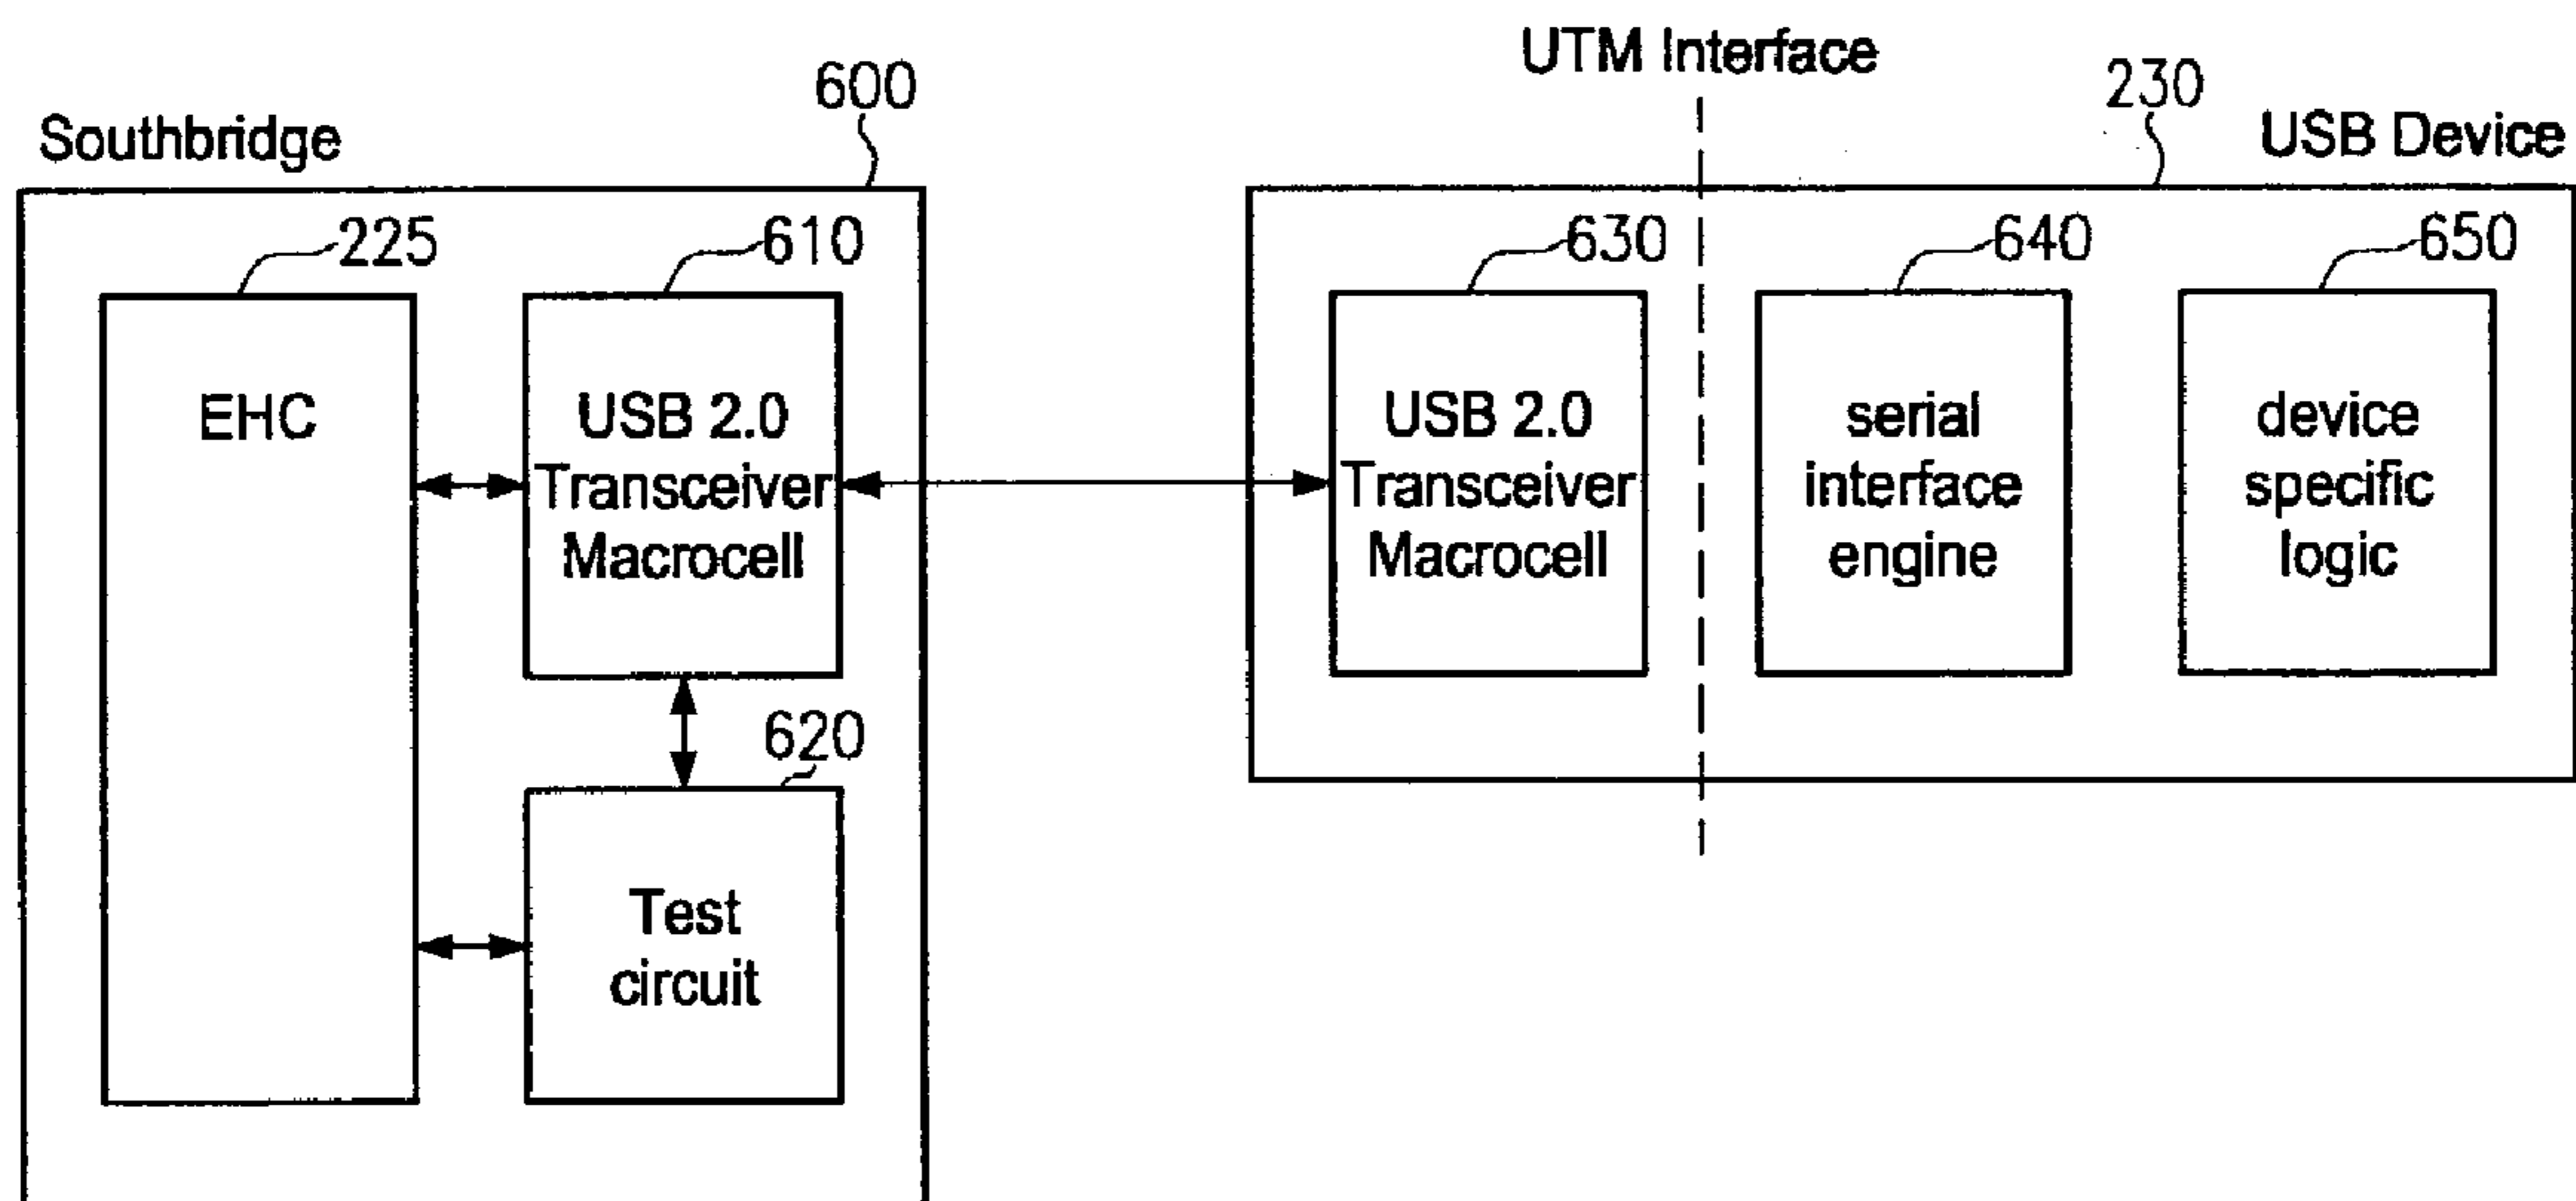 UTM Interface
Southbridge
600
230
USB Device
225
610
630
640
650
EHC
USB 2.0
Transceiver
Macrocell
USB 2.0
Transceiver
Macrocell
serial
interface
engine
device
specific
logic
620
Test
circuit